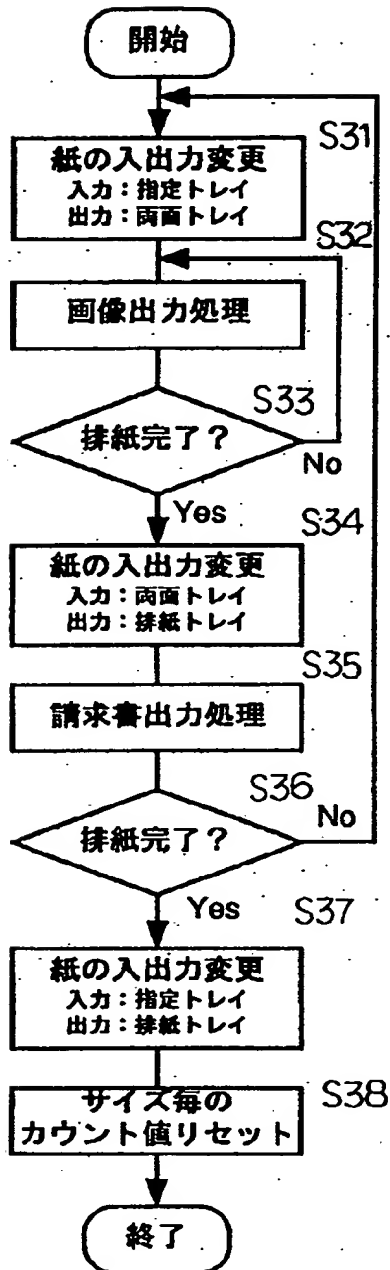 開始
S31
紙の入出力変更
入力：指定トレイ
出力：両面トレイ
S32
画像出力処理
S33
排紙完了？
No
Yes
S34
紙の入出力変更
入力：両面トレイ
出力：排紙トレイ
S35
請求書出力処理
S36
排紙完了？
No
Yes
S37
紙の入出力変更
入力：指定トレイ
出力：排紙トレイ
S38
サイズ毎の
カウント値リセット
終了